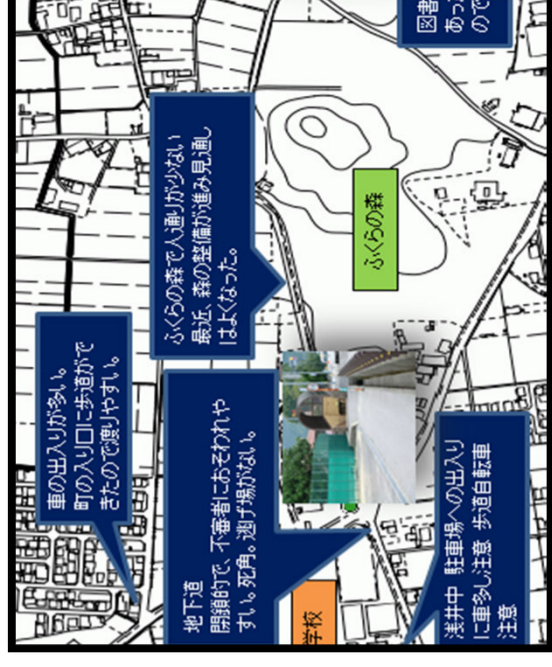 車の出入りが多い。
町の入り口に歩道がで
きたので渡りやすい。
ふくらの森で人通りが少ない
最近、森の整備が進み見通し
はよくなった。
図書
あっ
ので
ふくらの森
地下道
閉鎖的で、不審者におそわれや
すい。死角。逃げ場がない。
学校
浅井中 駐車場への出入り
に車多し注意 歩道自転車
注意